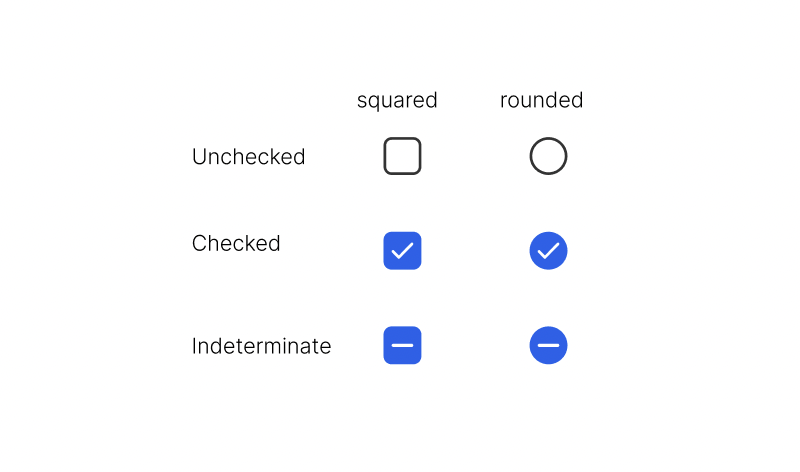 squared rounded
Unchecked
Checked
Indeterminate